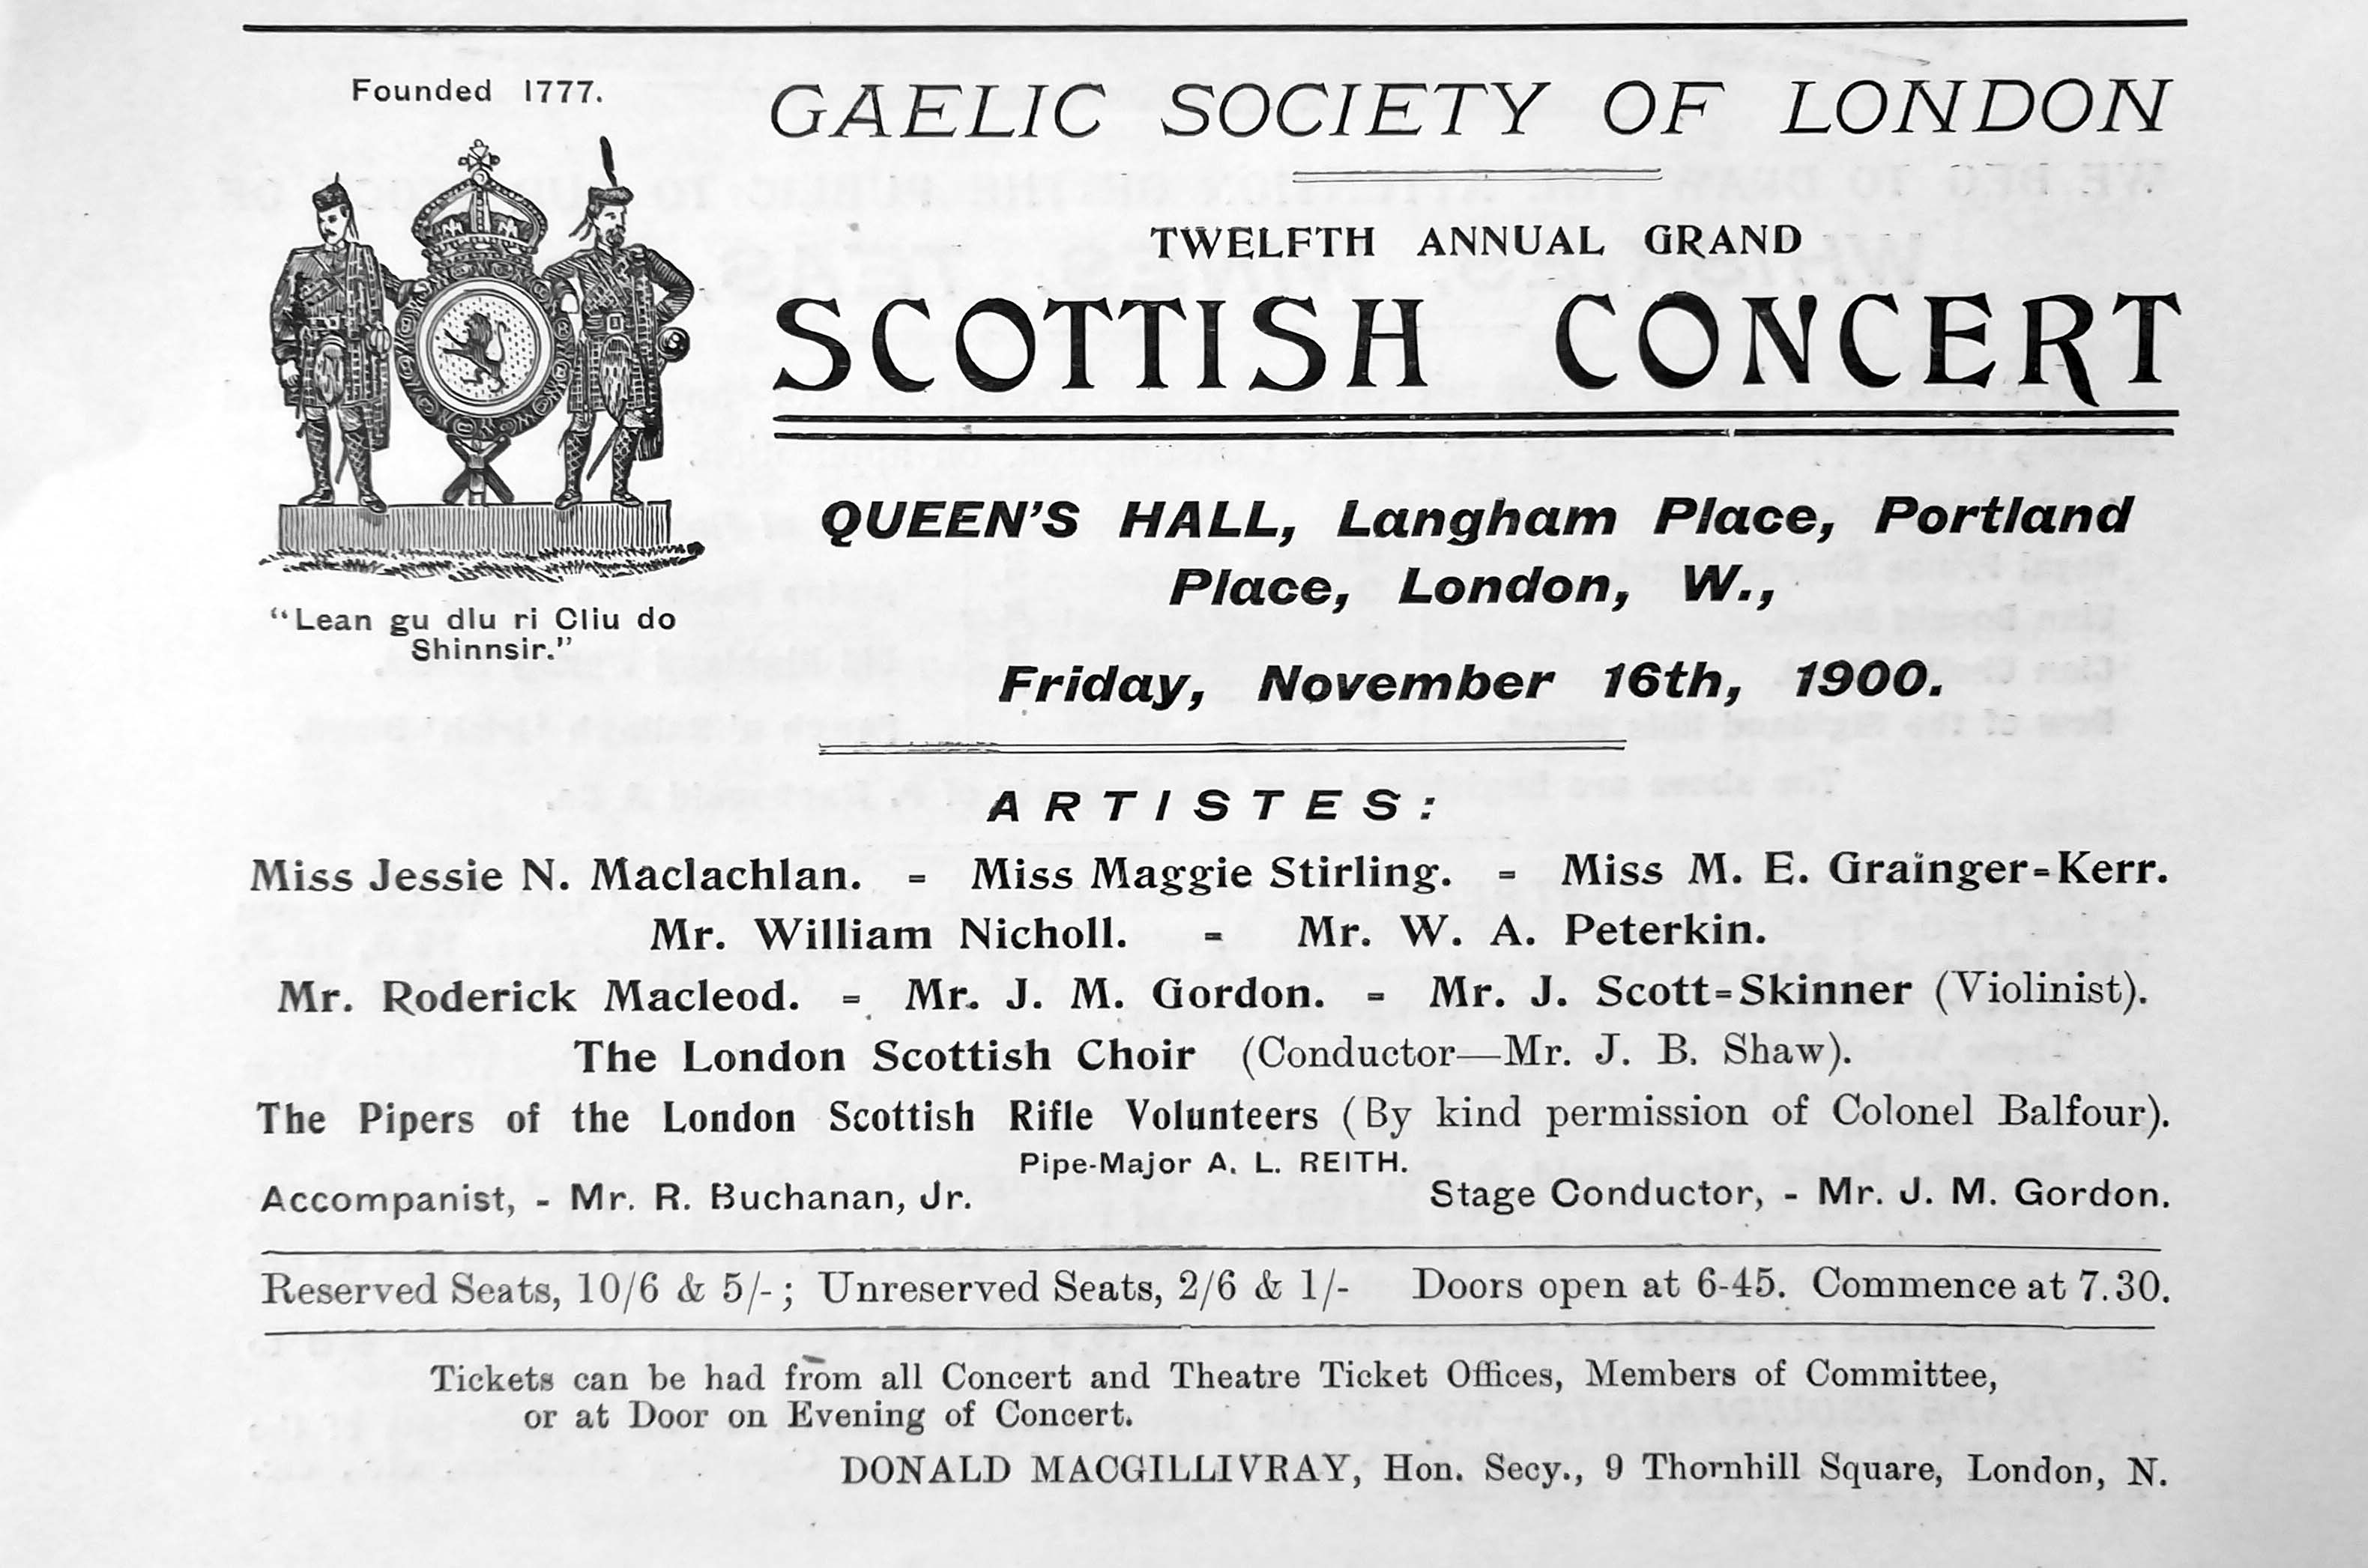 Founded 1777.
GAELIC SOCIETY OF LONDON
TWELFTH ANNUAL GRAND
SCOTTISH CONCERT
"Lean gu dlu ri Cliu do
Shinnsir."
QUEEN'S HALL, Langham Place, Portland
Place, London, W.,
Friday, November 16th, 1900.
ARTISTES:
Miss Jessie N. Maclachlan. - Miss Maggie Stirling. - Miss M. E. Grainger-Kerr.
Mr. William Nicholl. - Mr. W. A. Peterkin.
Mr. Roderick Macleod. - Mr. J. M. Gordon. - Mr. J. Scott-Skinner (Violinist).
The London Scottish Choir (Conductor—Mr. J. B. Shaw).
The Pipers of the London Scottish Rifle Volunteers (By kind permission of Colonel Balfour).
Pipe-Major A. L. REITH.
Accompanist, - Mr. R. Buchanan, Jr. Stage Conductor, - Mr. J. M. Gordon.
Reserved Seats, 10/6 & 5/-; Unreserved Seats, 2/6 & 1/- Doors open at 6-45. Commence at 7.30.
Tickets can be had from all Concert and Theatre Ticket Offices, Members of Committee,
or at Door on Evening of Concert.
DONALD MACGILLIVRAY, Hon. Secy., 9 Thornhill Square, London, N.